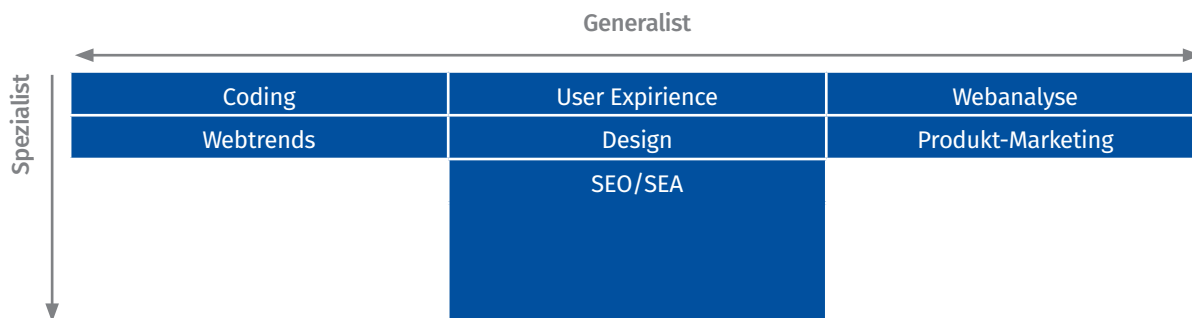 Generalist
Spezialist
Coding
User Expirience
Webanalyse
Webtrends
Design
Produkt-Marketing
SEO/SEA